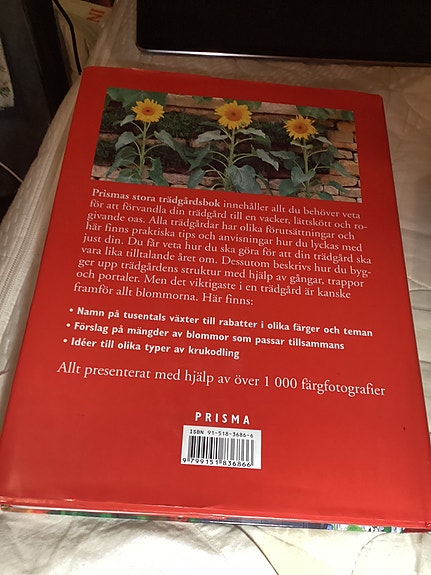 Prismas stora trädgårdsbok innehåller allt du behöver veta
för att förvandla din trädgård till en vacker, lättskött och ro-
givande oas. Alla trädgårdar har olika förutsättningar och
här finns praktiska tips och anvisningar hur du lyckas med
just din. Du får veta hur du ska göra för att din trädgård ska
vara lika tilltalande året om. Dessutom beskrivs hur du byg-
ger upp trädgårdens struktur med hjälp av gångar, trappor
och portaler. Men det viktigaste i en trädgård är kanske
framför allt blommorna. Här finns:
• Namn på tusentals växter till rabatter i olika färger och teman
• Förslag på mängder av blommor som passar tillsammans
• Idéer till olika typer av krukodling
Allt presenterat med hjälp av över 1 000 färgfotografier
PRISMA
ISBN 91-518-3686-6
9799151836866